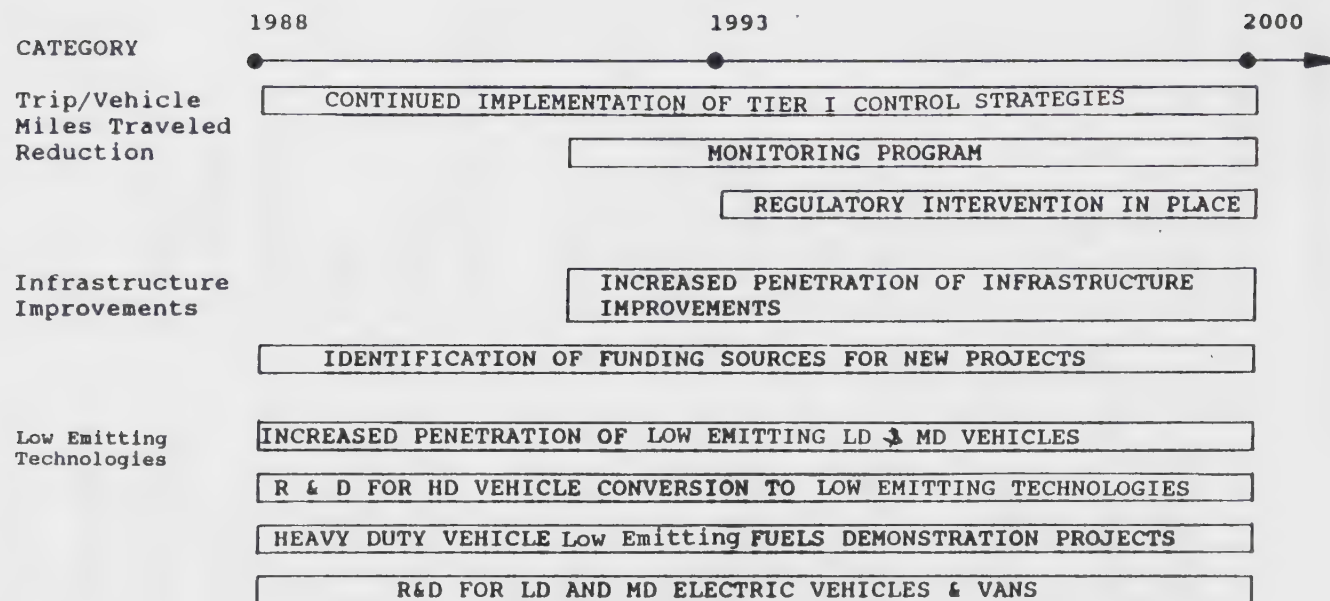 1988 1993 2000
CATEGORY
Trip/Vehicle
Miles Traveled
Reduction
CONTINUED IMPLEMENTATION OF TIER I CONTROL STRATEGIES
MONITORING PROGRAM
REGULATORY INTERVENTION IN PLACE
Infrastructure
Improvements
INCREASED PENETRATION OF INFRASTRUCTURE
IMPROVEMENTS
IDENTIFICATION OF FUNDING SOURCES FOR NEW PROJECTS
Low Emitting
Technologies
INCREASED PENETRATION OF LOW EMITTING LD & MD VEHICLES
R & D FOR HD VEHICLE CONVERSION TO LOW EMITTING TECHNOLOGIES
HEAVY DUTY VEHICLE Low Emitting FUELS DEMONSTRATION PROJECTS
R&D FOR LD AND MD ELECTRIC VEHICLES & VANS